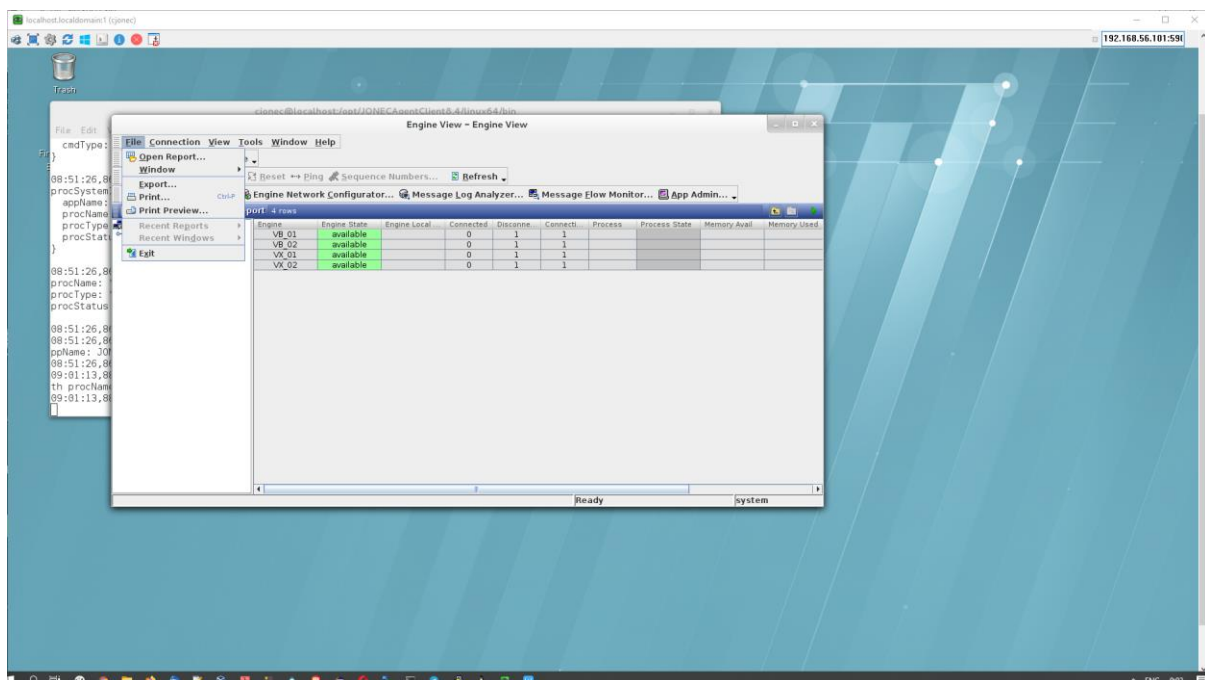 localhost.localdomain:1 (cjonec)
192.168.56.101:590
Trash
cjonec@localhost:/opt/JONECAgentClient8.4/linux64/bin
Engine View - Engine View
File Edit
File Connection View Tools Window Help
cmdType:
}
Open Report...
Window
Reset Ping Sequence Numbers... Refresh
08:51:26,8
procSystem
Export...
Print... Ctrl-P
Engine Network Configurator... Message Log Analyzer... Message Flow Monitor... App Admin...
appName:
procName
Print Preview...
port 4 rows
procType
Recent Reports
Engine Engine State Engine Local ... Connected Disconne... Connecti... Process Process State Memory Avail Memory Used
procStat
Recent Windows
VB_01 available 0 1 1
}
Exit
VB_02 available 0 1 1
VX_01 available 0 1 1
VX_02 available 0 1 1
08:51:26,8
procName:
procType:
procStatus
08:51:26,8
08:51:26,8
ppName: JO
08:51:26,8
09:01:13,8
th procName
09:01:13,8
Ready system
ENG 9:02